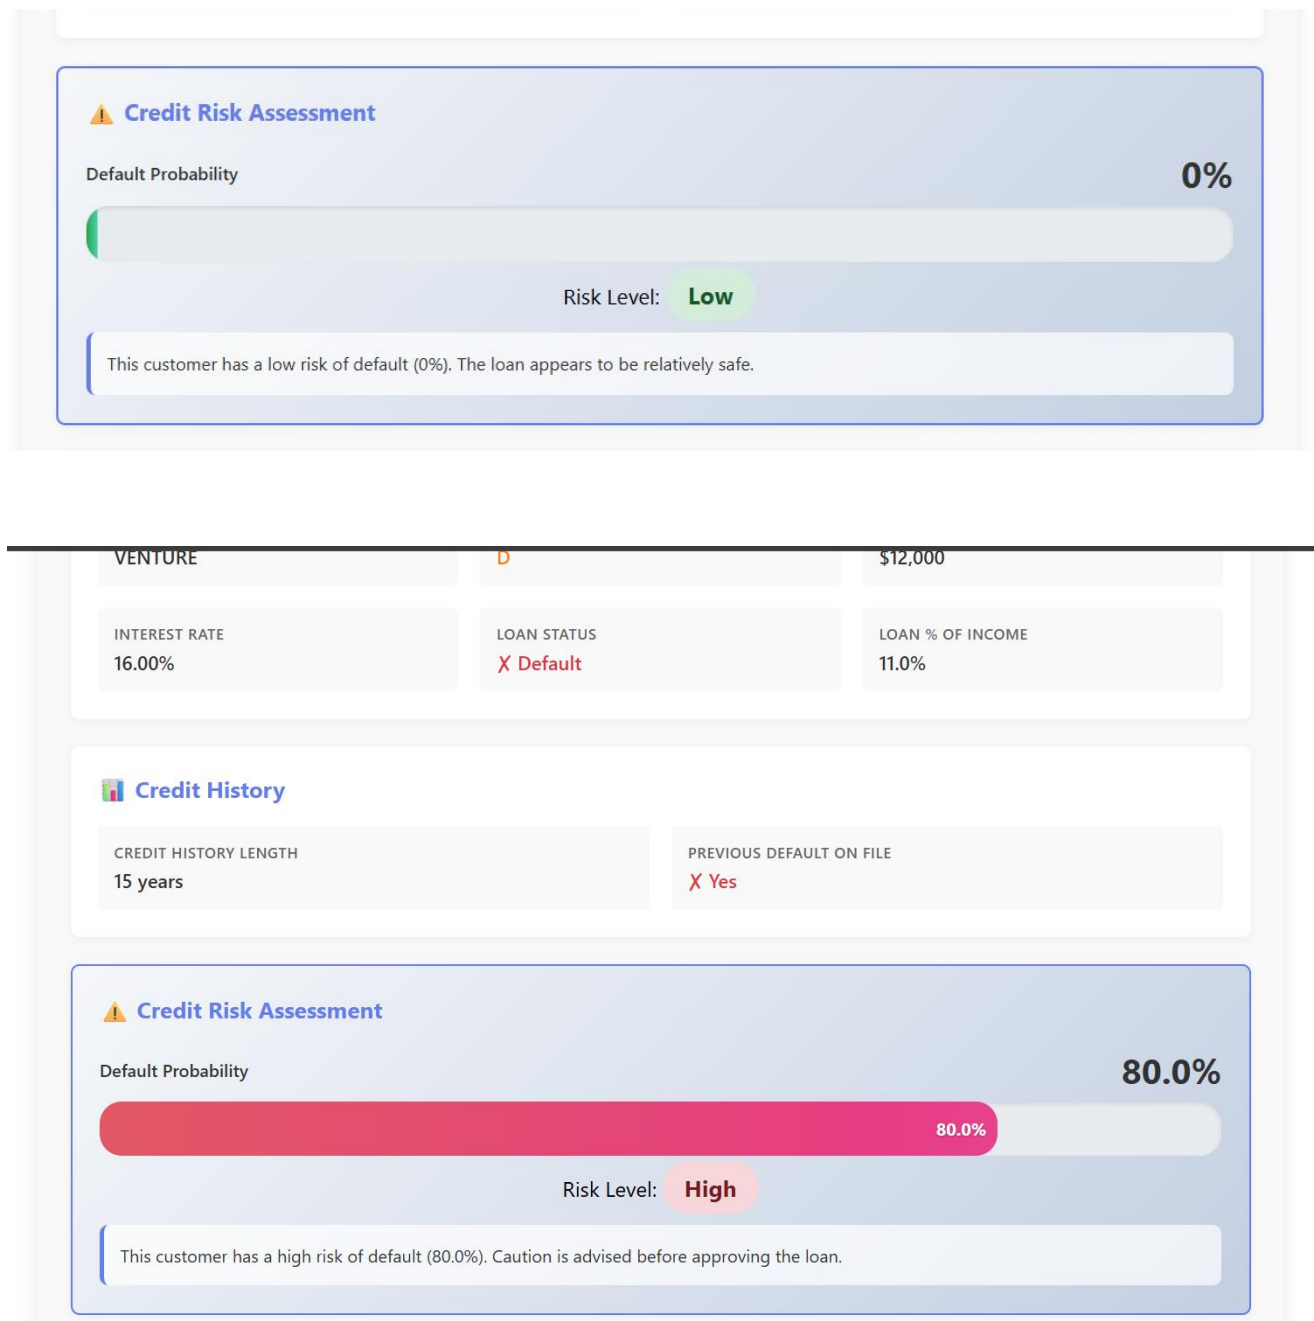 Credit Risk Assessment
Default Probability
0%
Risk Level: Low
This customer has a low risk of default (0%). The loan appears to be relatively safe.
VENTURE
D
$12,000
INTEREST RATE
16.00%
LOAN STATUS
✗ Default
LOAN % OF INCOME
11.0%
Credit History
CREDIT HISTORY LENGTH
15 years
PREVIOUS DEFAULT ON FILE
✗ Yes
Credit Risk Assessment
Default Probability
80.0%
80.0%
Risk Level: High
This customer has a high risk of default (80.0%). Caution is advised before approving the loan.